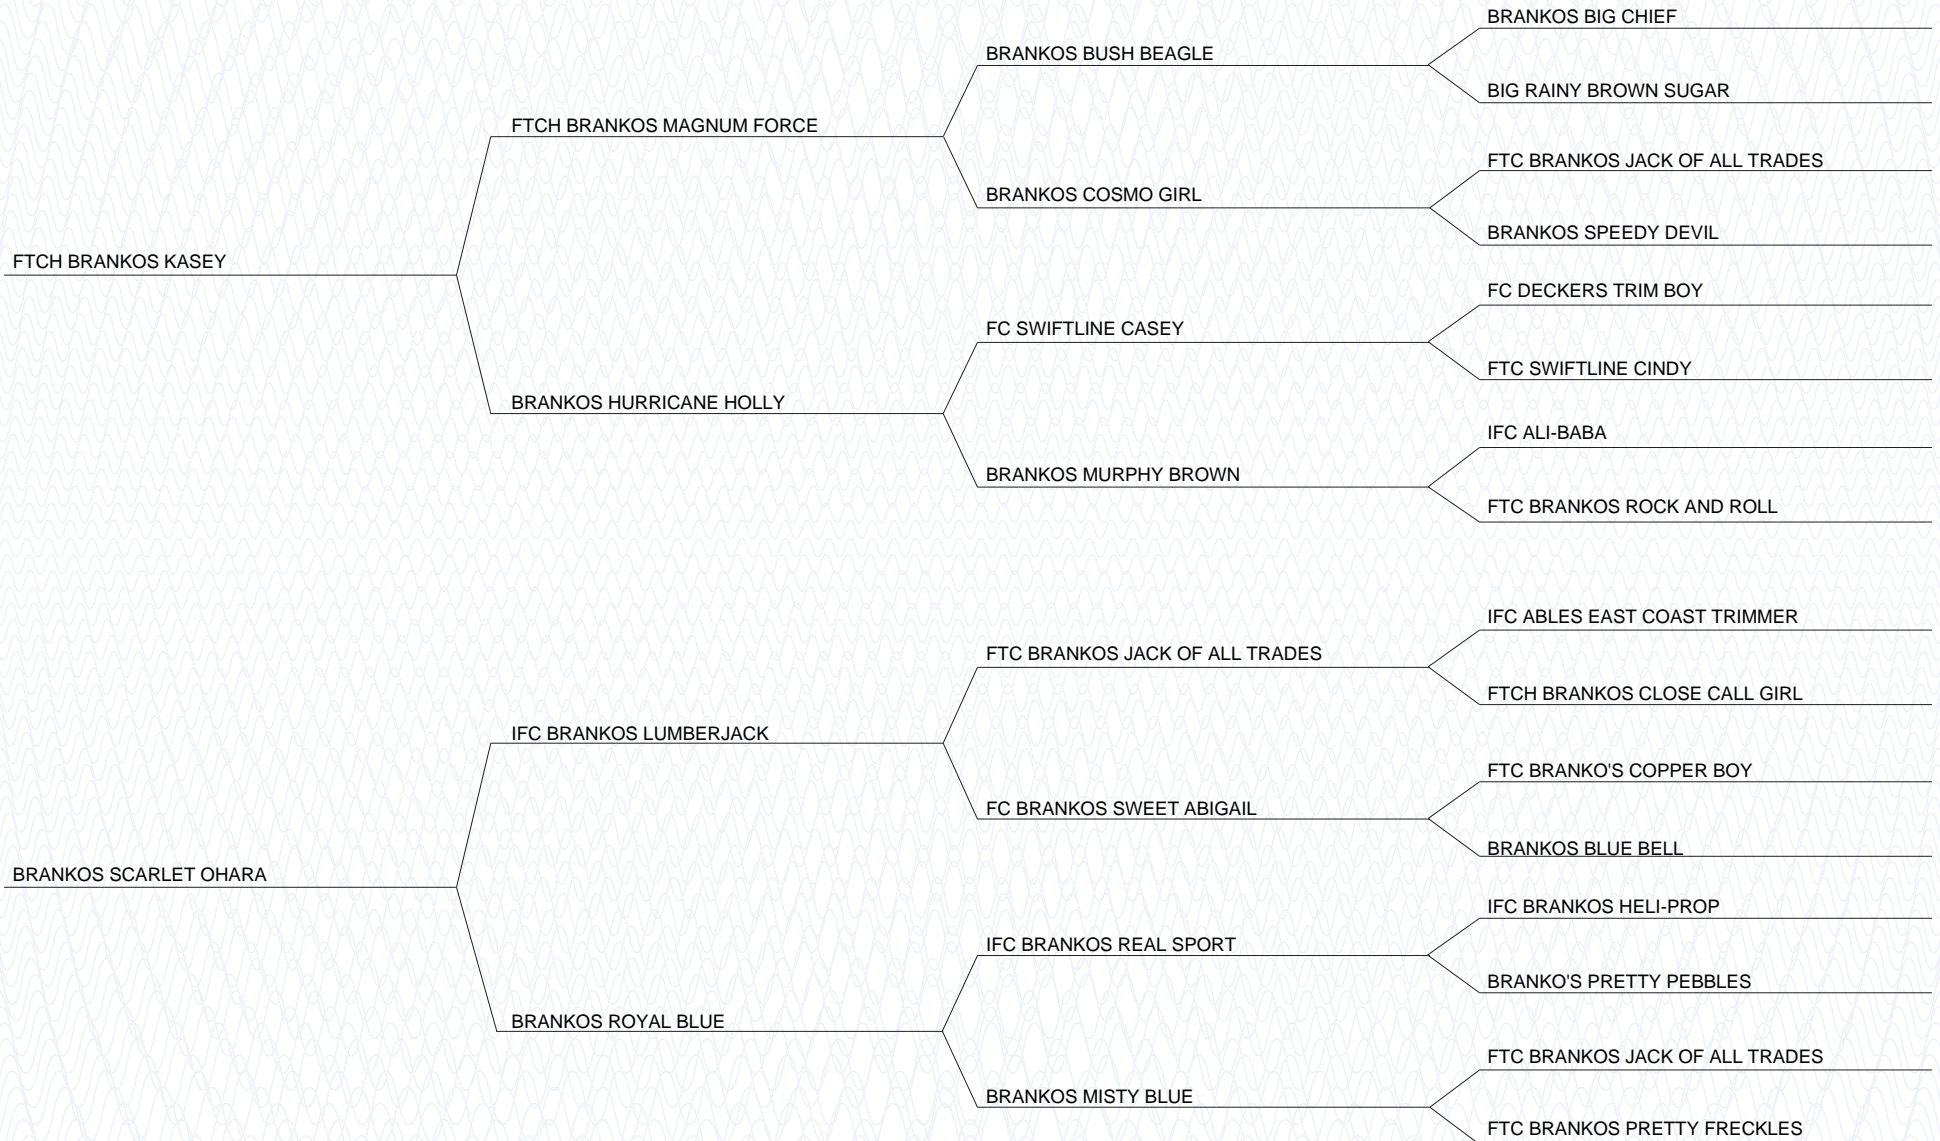 BRANKOS BIG CHIEF
BRANKOS BUSH BEAGLE
BIG RAINY BROWN SUGAR
FTCH BRANKOS MAGNUM FORCE
FTC BRANKOS JACK OF ALL TRADES
BRANKOS COSMO GIRL
BRANKOS SPEEDY DEVIL
FTCH BRANKOS KASEY
FC DECKERS TRIM BOY
FC SWIFTLINE CASEY
FTC SWIFTLINE CINDY
BRANKOS HURRICANE HOLLY
IFC ALI-BABA
BRANKOS MURPHY BROWN
FTC BRANKOS ROCK AND ROLL
IFC ABLES EAST COAST TRIMMER
FTC BRANKOS JACK OF ALL TRADES
FTCH BRANKOS CLOSE CALL GIRL
IFC BRANKOS LUMBERJACK
FTC BRANKO'S COPPER BOY
FC BRANKOS SWEET ABIGAIL
BRANKOS BLUE BELL
BRANKOS SCARLET OHARA
IFC BRANKOS HELI-PROP
IFC BRANKOS REAL SPORT
BRANKO'S PRETTY PEBBLES
BRANKOS ROYAL BLUE
FTC BRANKOS JACK OF ALL TRADES
BRANKOS MISTY BLUE
FTC BRANKOS PRETTY FRECKLES